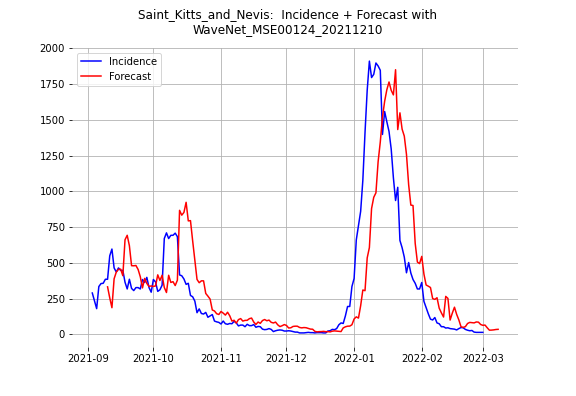 Saint_Kitts_and_Nevis:  Incidence + Forecast with
WaveNet_MSE00124_20211210
Incidence
Forecast
2000
1750
1500
1250
1000
750
500
250
0
2021-09 2021-10 2021-11 2021-12 2022-01 2022-02 2022-03